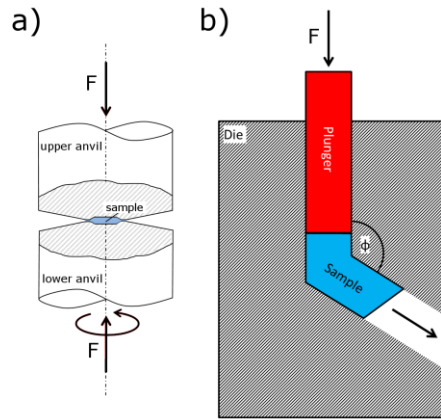 a)
F
upper anvil
sample
lower anvil
F
b)
F
Die
Plunger
ϕ
Sample